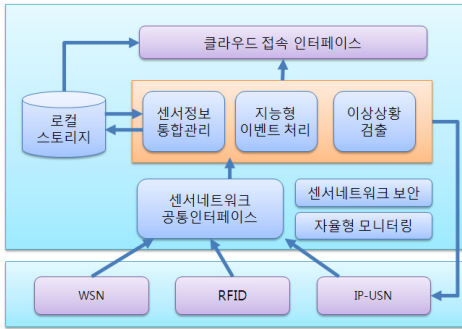 클라우드 접속 인터페이스
로컬
스토리지
센서정보
통합관리
지능형
이벤트 처리
이상상황
검출
센서네트워크
공통인터페이스
센서네트워크 보안
자율형 모니터링
WSN
RFID
IP-USN